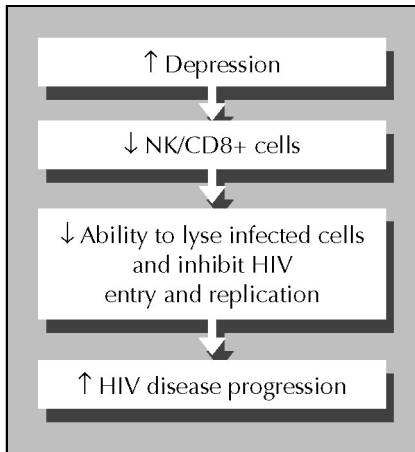 ↑ Depression
↓ NK/CD8+ cells
↓ Ability to lyse infected cells
and inhibit HIV
entry and replication
↑ HIV disease progression